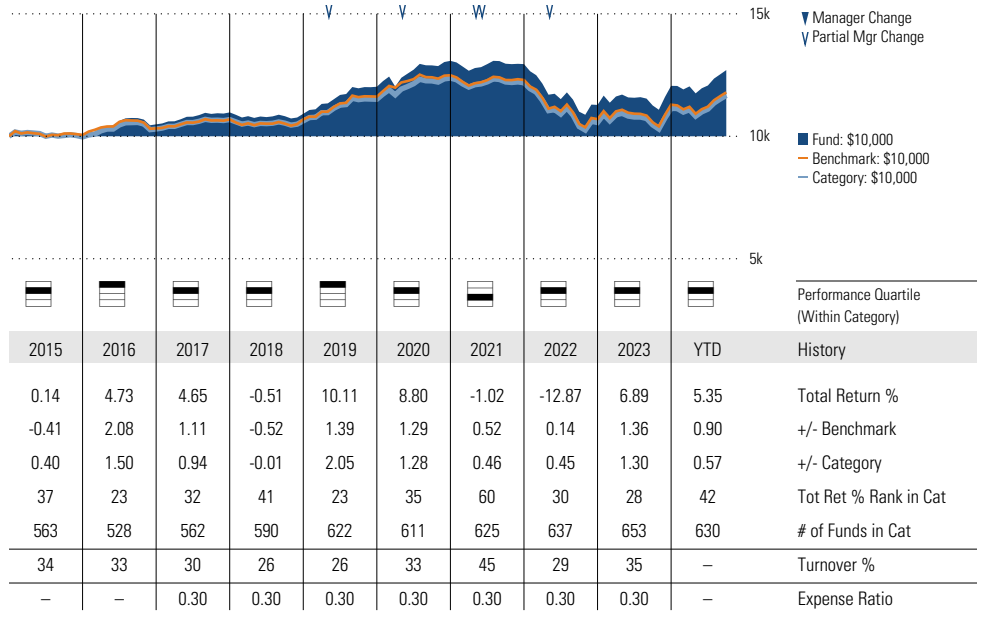 15k
▼ Manager Change
V Partial Mgr Change
10k
Fund: $10,000
Benchmark: $10,000
Category: $10,000
5k
Performance Quartile
(Within Category)
2015 2016 2017 2018 2019 2020 2021 2022 2023 YTD History
0.14 4.73 4.65 -0.51 10.11 8.80 -1.02 -12.87 6.89 5.35 Total Return %
-0.41 2.08 1.11 -0.52 1.39 1.29 0.52 0.14 1.36 0.90 +/- Benchmark
0.40 1.50 0.94 -0.01 2.05 1.28 0.46 0.45 1.30 0.57 +/- Category
37 23 32 41 23 35 60 30 28 42 Tot Ret % Rank in Cat
563 528 562 590 622 611 625 637 653 630 # of Funds in Cat
34 33 30 26 26 33 45 29 35 – Turnover %
– – 0.30 0.30 0.30 0.30 0.30 0.30 0.30 – Expense Ratio